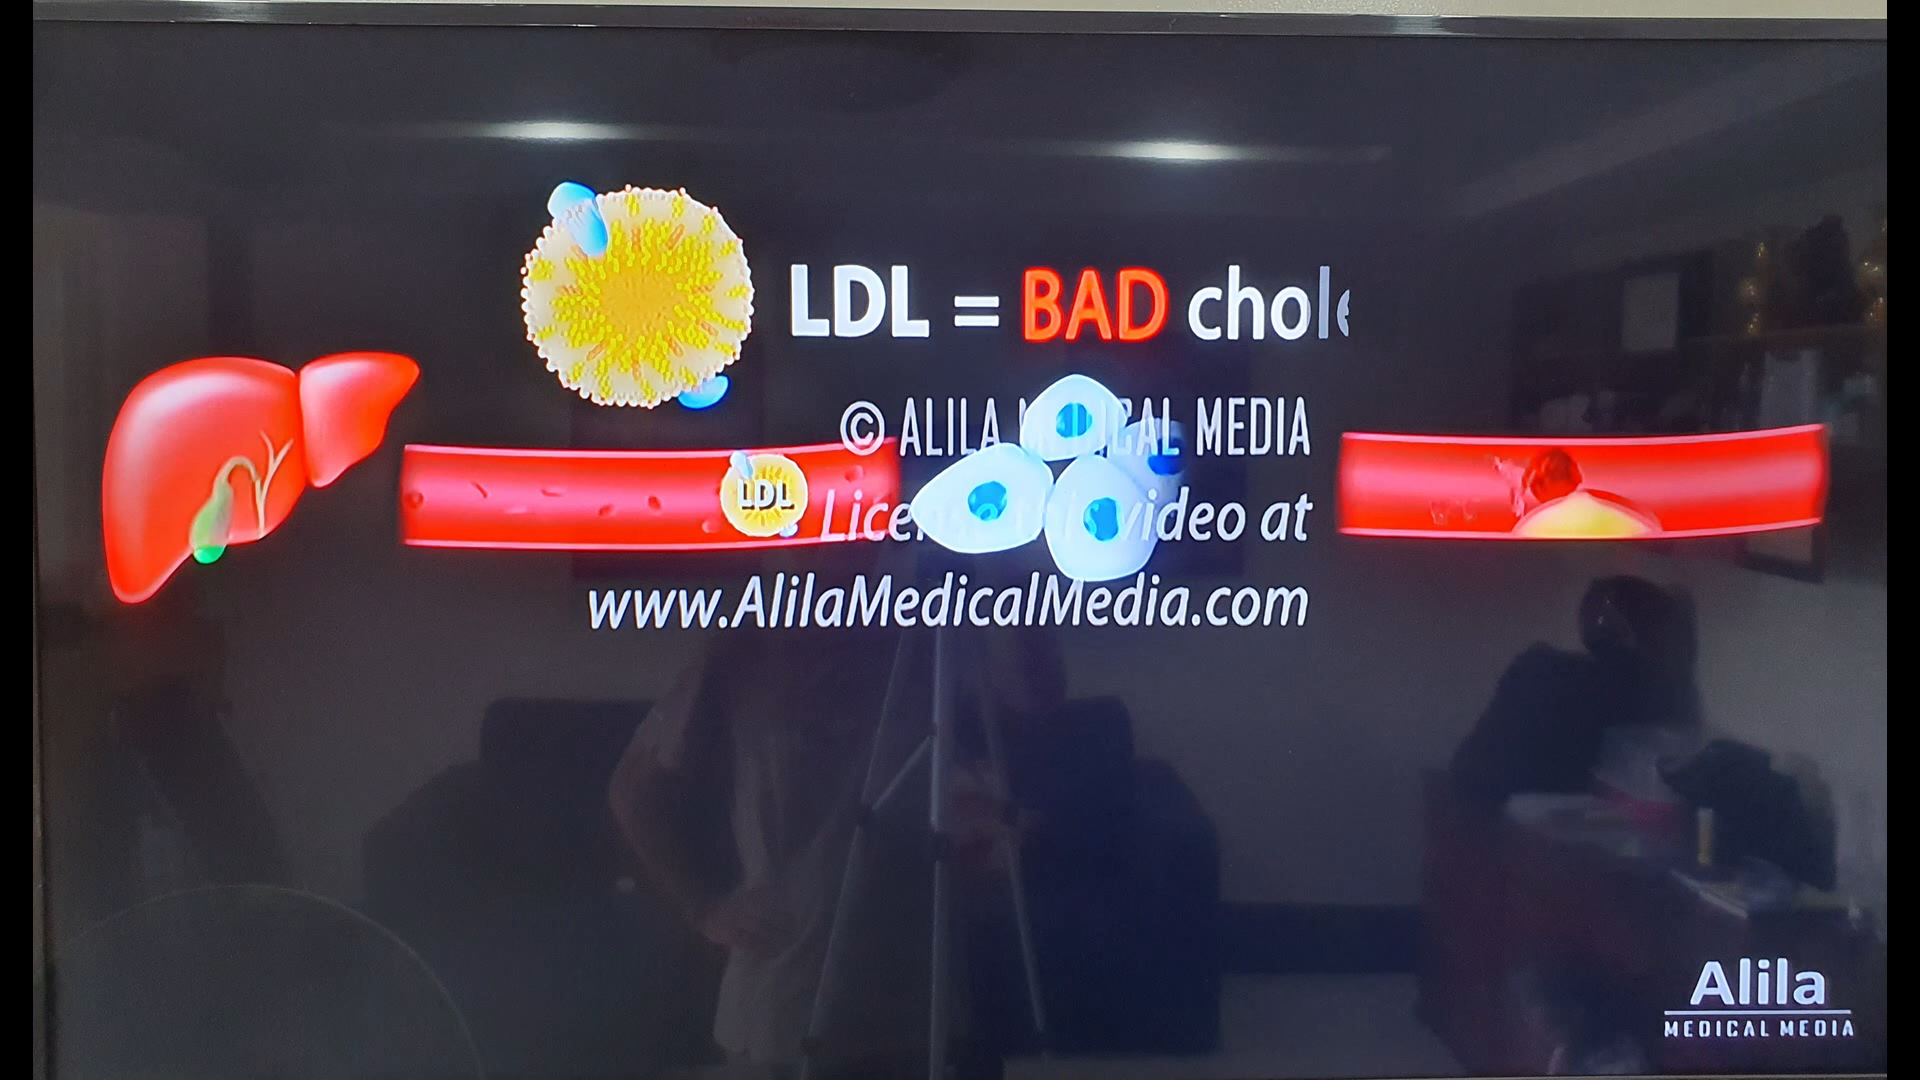 LDL = BAD chol
© ALILA MEDIA
LDL
video at
www.AlilaMedicalMedia.com
Alila
MEDICAL MEDIA